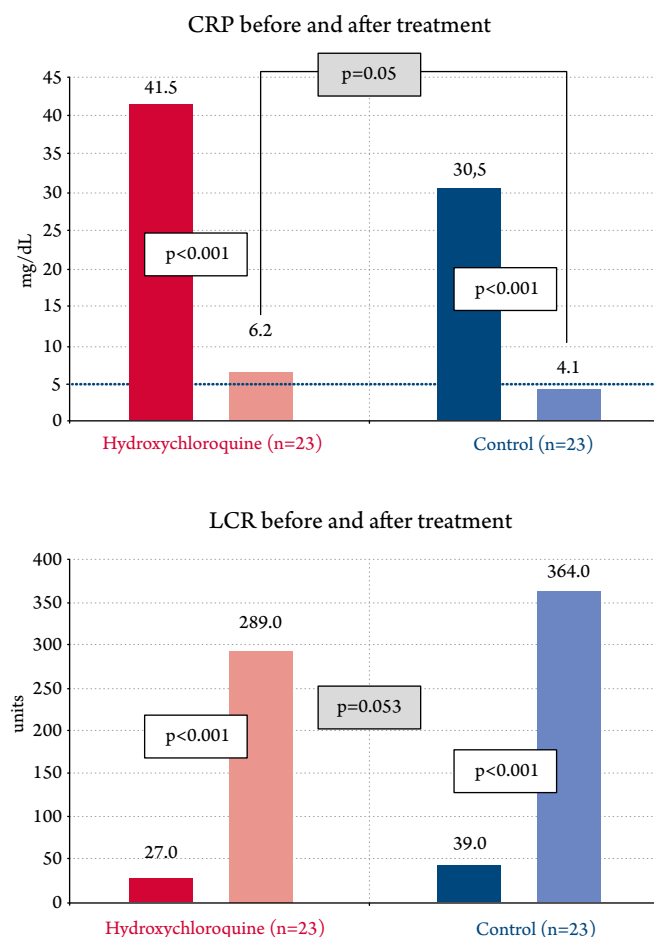 CRP before and after treatment
mg/dL
45
40
35
30
25
20
15
10
5
0
41.5
p<0.001
6.2
p=0.05
30,5
p<0.001
4.1
Hydroxychloroquine (n=23)
Control (n=23)
LCR before and after treatment
units
400
350
300
250
200
150
100
50
0
27.0
p<0.001
289.0
p=0.053
39.0
p<0.001
364.0
Hydroxychloroquine (n=23)
Control (n=23)